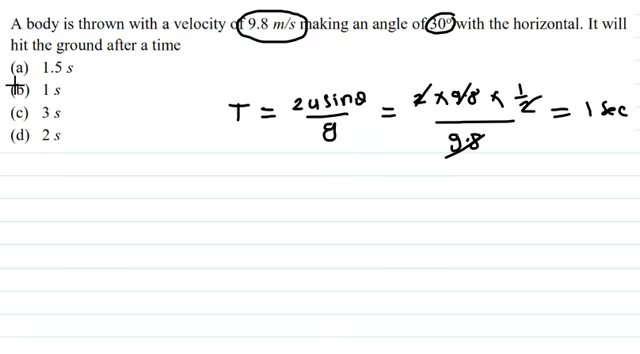 A body is thrown with a velocity of 9.8 m/s making an angle of 30° with the horizontal. It will
hit the ground after a time
(a) 1.5 s
(b) 1 s
(c) 3 s
(d) 2 s
T = 2u sinθ / g = 2 × 9.8 × 1/2 / 9.8 = 1 sec